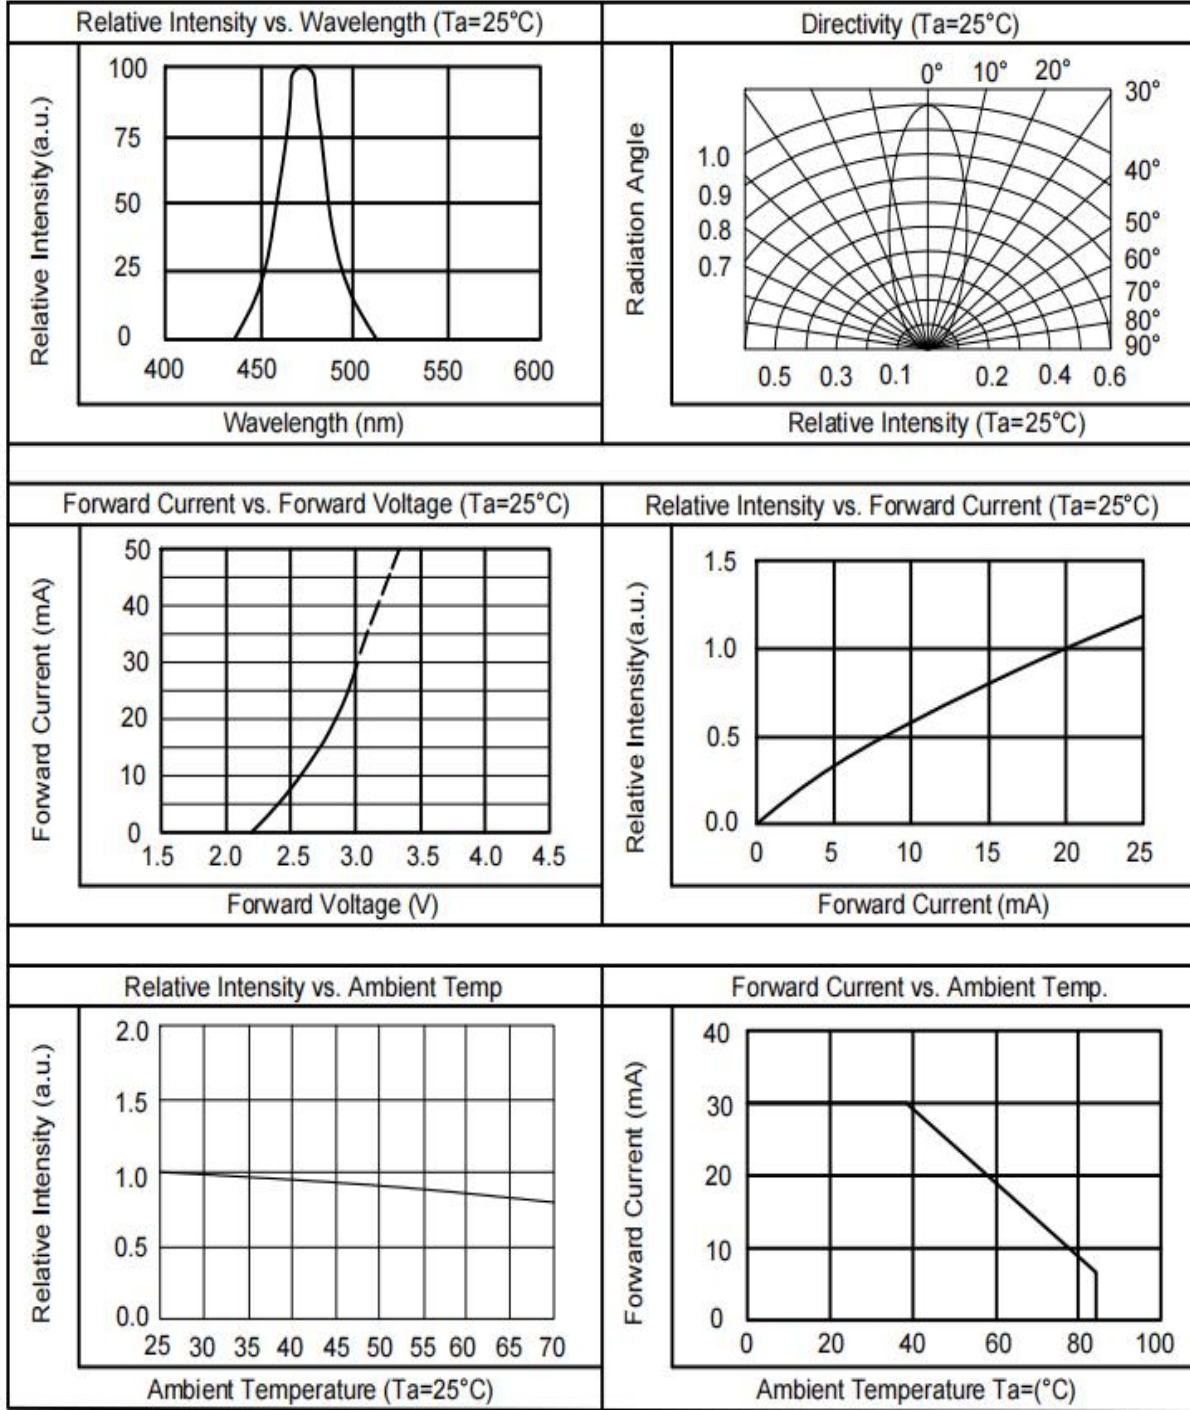 Relative Intensity vs. Wavelength (Ta=25°C)
Relative Intensity(a.u.)
100
75
50
25
0
400 450 500 550 600
Wavelength (nm)
Directivity (Ta=25°C)
Radiation Angle
0° 10° 20°
30°
40°
50°
60°
70°
80°
90°
1.0
0.9
0.8
0.7
0.5 0.3 0.1 0.2 0.4 0.6
Relative Intensity (Ta=25°C)
Forward Current vs. Forward Voltage (Ta=25°C)
Forward Current (mA)
50
40
30
20
10
0
1.5 2.0 2.5 3.0 3.5 4.0 4.5
Forward Voltage (V)
Relative Intensity vs. Forward Current (Ta=25°C)
Relative Intensity(a.u.)
1.5
1.0
0.5
0.0
0 5 10 15 20 25
Forward Current (mA)
Relative Intensity vs. Ambient Temp
Relative Intensity (a.u.)
2.0
1.5
1.0
0.5
0.0
25 30 35 40 45 50 55 60 65 70
Ambient Temperature (Ta=25°C)
Forward Current vs. Ambient Temp.
Forward Current (mA)
40
30
20
10
0
0 20 40 60 80 100
Ambient Temperature Ta=(°C)